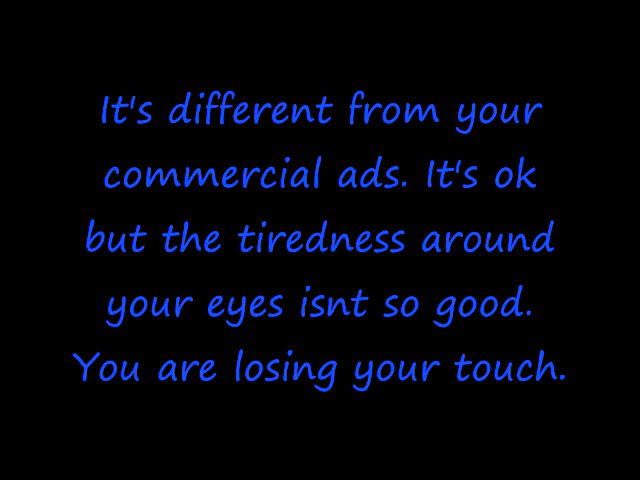 It's different from your
commercial ads. It's ok
but the tiredness around
your eyes isnt so good.
You are losing your touch.